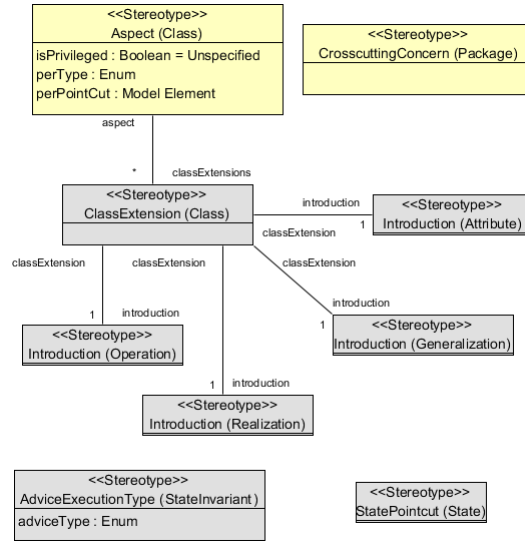 <<Stereotype>>
Aspect (Class)
isPrivileged : Boolean = Unspecified
perType : Enum
perPointCut : Model Element
<<Stereotype>>
CrosscuttingConcern (Package)
aspect
*
classExtensions
<<Stereotype>>
ClassExtension (Class)
introduction
1
classExtension
<<Stereotype>>
Introduction (Attribute)
classExtension
classExtension
classExtension
1
introduction
<<Stereotype>>
Introduction (Operation)
introduction
1
<<Stereotype>>
Introduction (Generalization)
1
introduction
<<Stereotype>>
Introduction (Realization)
<<Stereotype>>
AdviceExecutionType (StateInvariant)
adviceType : Enum
<<Stereotype>>
StatePointcut (State)